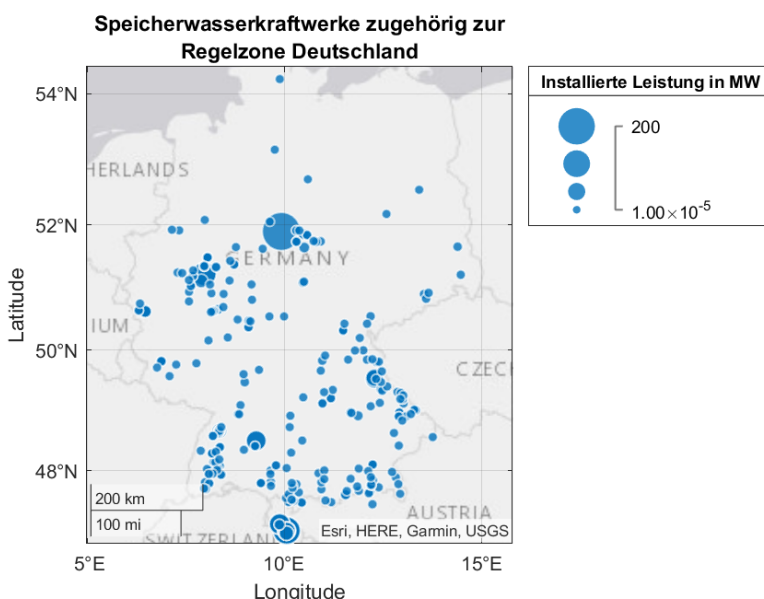 Speicherwasserkraftwerke zugehörig zur
Regelzone Deutschland
Installierte Leistung in MW
200
1.00×10⁻⁵
54°N
52°N
50°N
48°N
Latitude
HERLANDS
GERMANY
IUM
CZEC
AUSTRIA
SWITZERLAN
200 km
100 mi
Esri, HERE, Garmin, USGS
5°E
10°E
15°E
Longitude